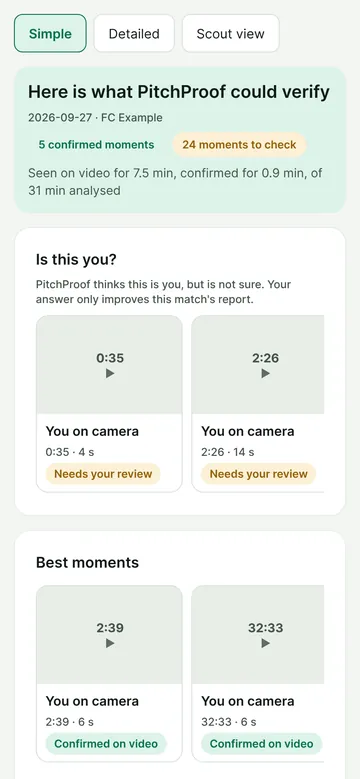 Simple
Detailed
Scout view
Here is what PitchProof could verify
2026-09-27 · FC Example
5 confirmed moments
24 moments to check
Seen on video for 7.5 min, confirmed for 0.9 min, of
31 min analysed
Is this you?
PitchProof thinks this is you, but is not sure. Your
answer only improves this match's report.
0:35
You on camera
0:35 · 4 s
Needs your review
2:26
You on camera
2:26 · 14 s
Needs your review
Best moments
2:39
You on camera
2:39 · 6 s
Confirmed on video
32:33
You on camera
32:33 · 6 s
Confirmed on video